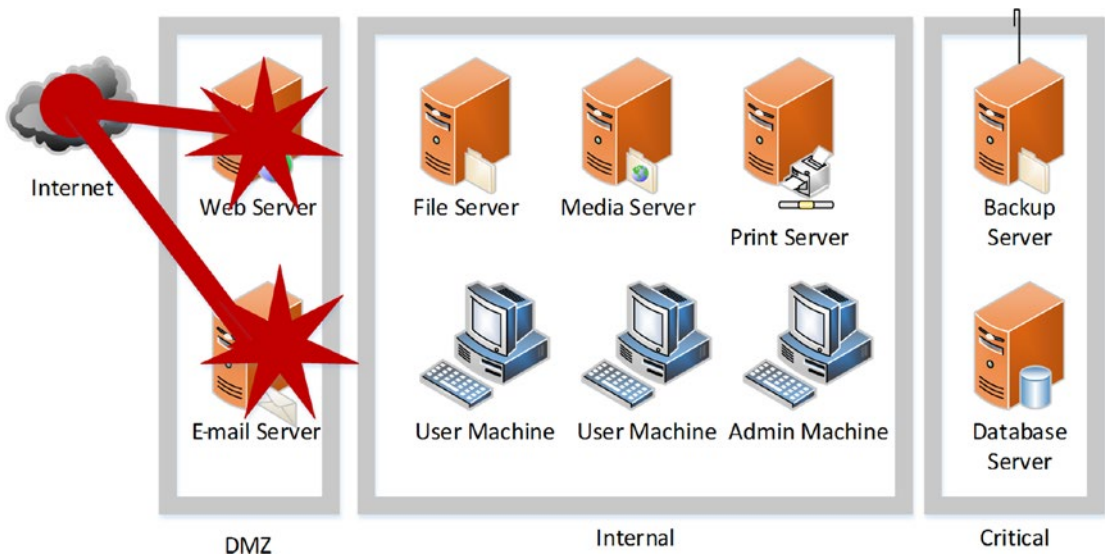 Internet
Web Server
File Server
Media Server
Print Server
Backup
Server
E-mail Server
User Machine
User Machine
Admin Machine
Database
Server
DMZ
Internal
Critical